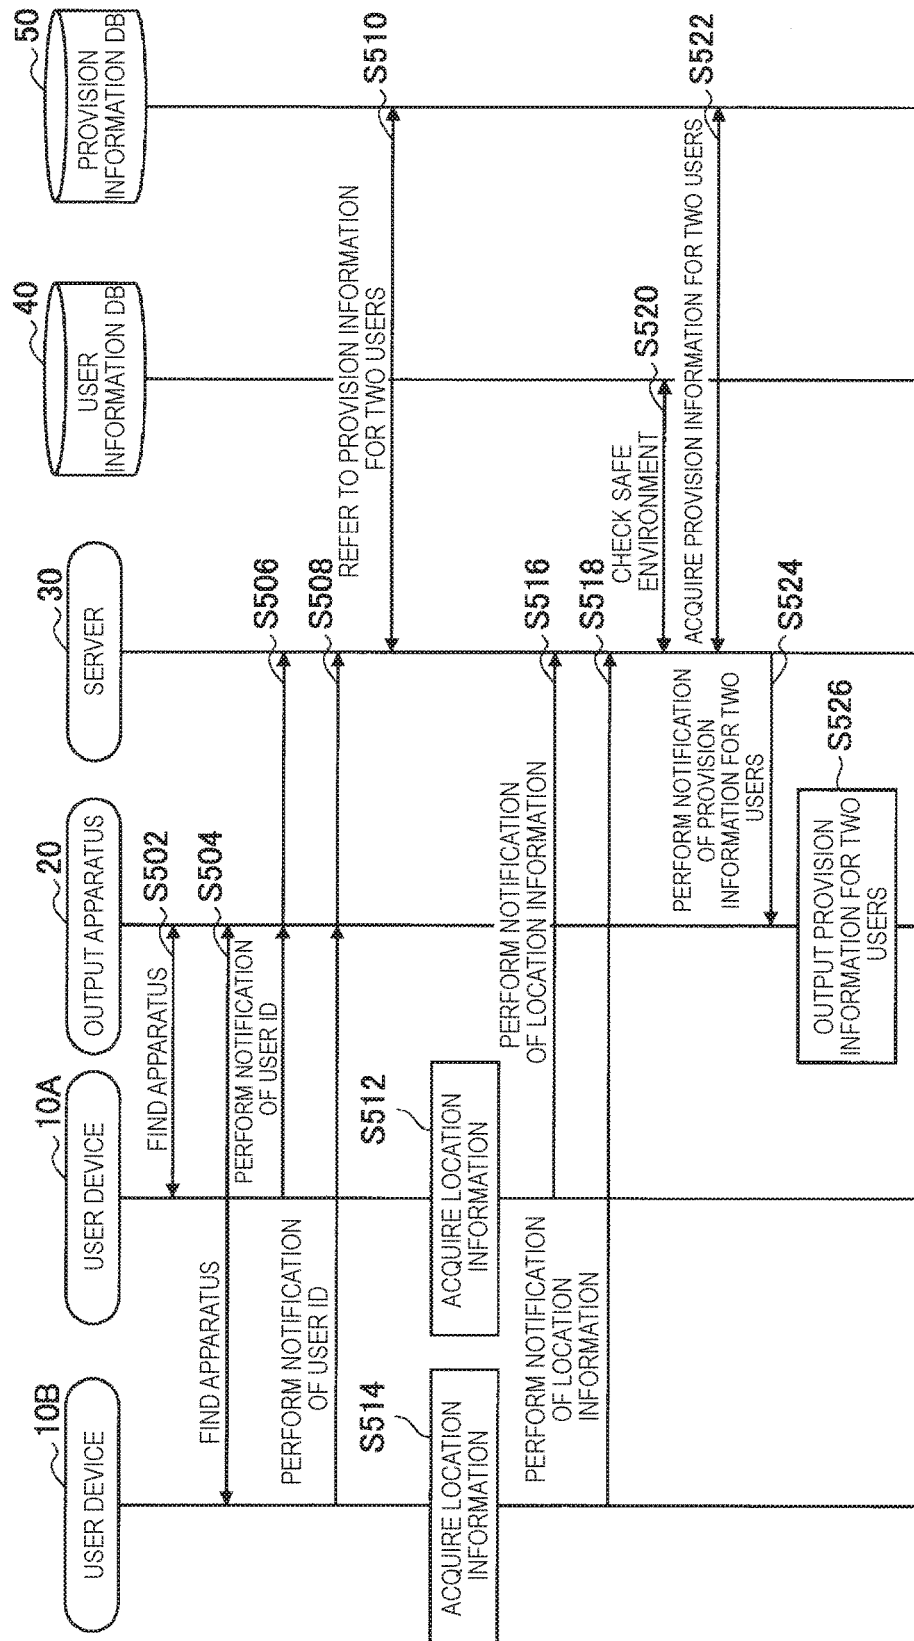 10B
USER DEVICE
10A
USER DEVICE
20
OUTPUT APPARATUS
30
SERVER
40
USER
INFORMATION DB
50
PROVISION
INFORMATION DB
FIND APPARATUS
S502
FIND APPARATUS
S504
PERFORM NOTIFICATION
OF USER ID
S506
PERFORM NOTIFICATION
OF USER ID
S508
REFER TO PROVISION INFORMATION
FOR TWO USERS
S510
S512
ACQUIRE LOCATION
INFORMATION
S514
ACQUIRE LOCATION
INFORMATION
PERFORM NOTIFICATION
OF LOCATION INFORMATION
S516
PERFORM NOTIFICATION
OF LOCATION
INFORMATION
S518
CHECK SAFE
ENVIRONMENT
S520
ACQUIRE PROVISION INFORMATION FOR TWO USERS
S522
PERFORM NOTIFICATION
OF PROVISION
INFORMATION FOR TWO
USERS
S524
S526
OUTPUT PROVISION
INFORMATION FOR TWO
USERS